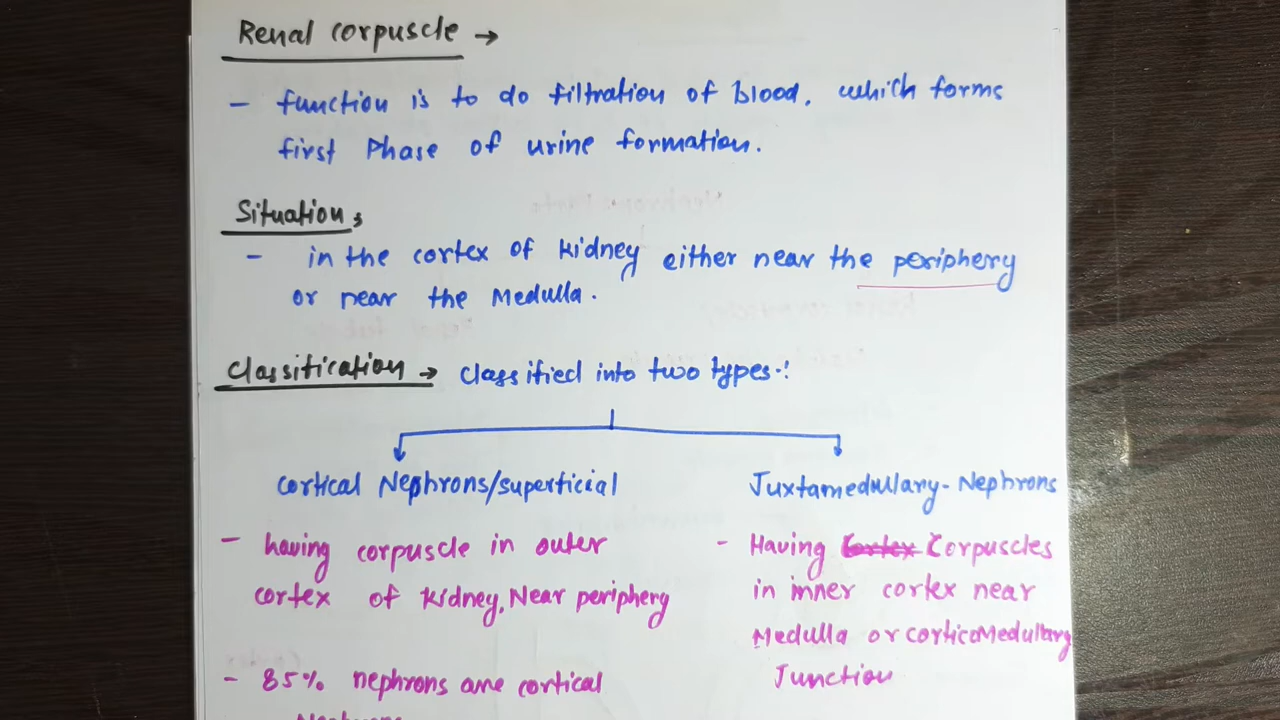 Renal corpuscle →
- function is to do filtration of blood, which forms
first Phase of urine formation.
Situation,
- in the cortex of kidney either near the periphery
or near the Medulla.
Classification → classified into two types:
cortical Nephrons/superficial
- having corpuscle in outer
cortex of kidney, Near periphery
- 85% nephrons are cortical
Nephrons
Juxtamedullary-Nephrons
- Having Cortex Corpuscles
in inner cortex near
Medulla or corticoMedullary
Junction